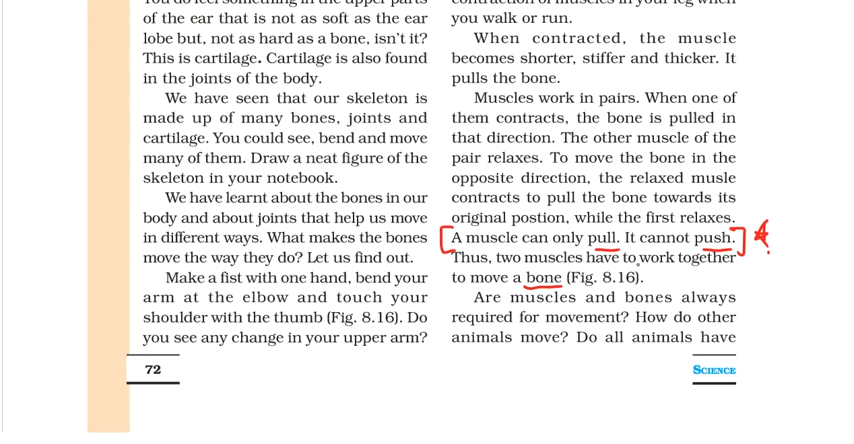 of the ear that is not as soft as the ear
lobe but, not as hard as a bone, isn't it?
This is cartilage. Cartilage is also found
in the joints of the body.
We have seen that our skeleton is
made up of many bones, joints and
cartilage. You could see, bend and move
many of them. Draw a neat figure of the
skeleton in your notebook.
We have learnt about the bones in our
body and about joints that help us move
in different ways. What makes the bones
move the way they do? Let us find out.
Make a fist with one hand, bend your
arm at the elbow and touch your
shoulder with the thumb (Fig. 8.16). Do
you see any change in your upper arm?
72
you walk or run.
When contracted, the muscle
becomes shorter, stiffer and thicker. It
pulls the bone.
Muscles work in pairs. When one of
them contracts, the bone is pulled in
that direction. The other muscle of the
pair relaxes. To move the bone in the
opposite direction, the relaxed musle
contracts to pull the bone towards its
original postion, while the first relaxes.
A muscle can only pull. It cannot push.
Thus, two muscles have to work together
to move a bone (Fig. 8.16).
Are muscles and bones always
required for movement? How do other
animals move? Do all animals have
SCIENCE